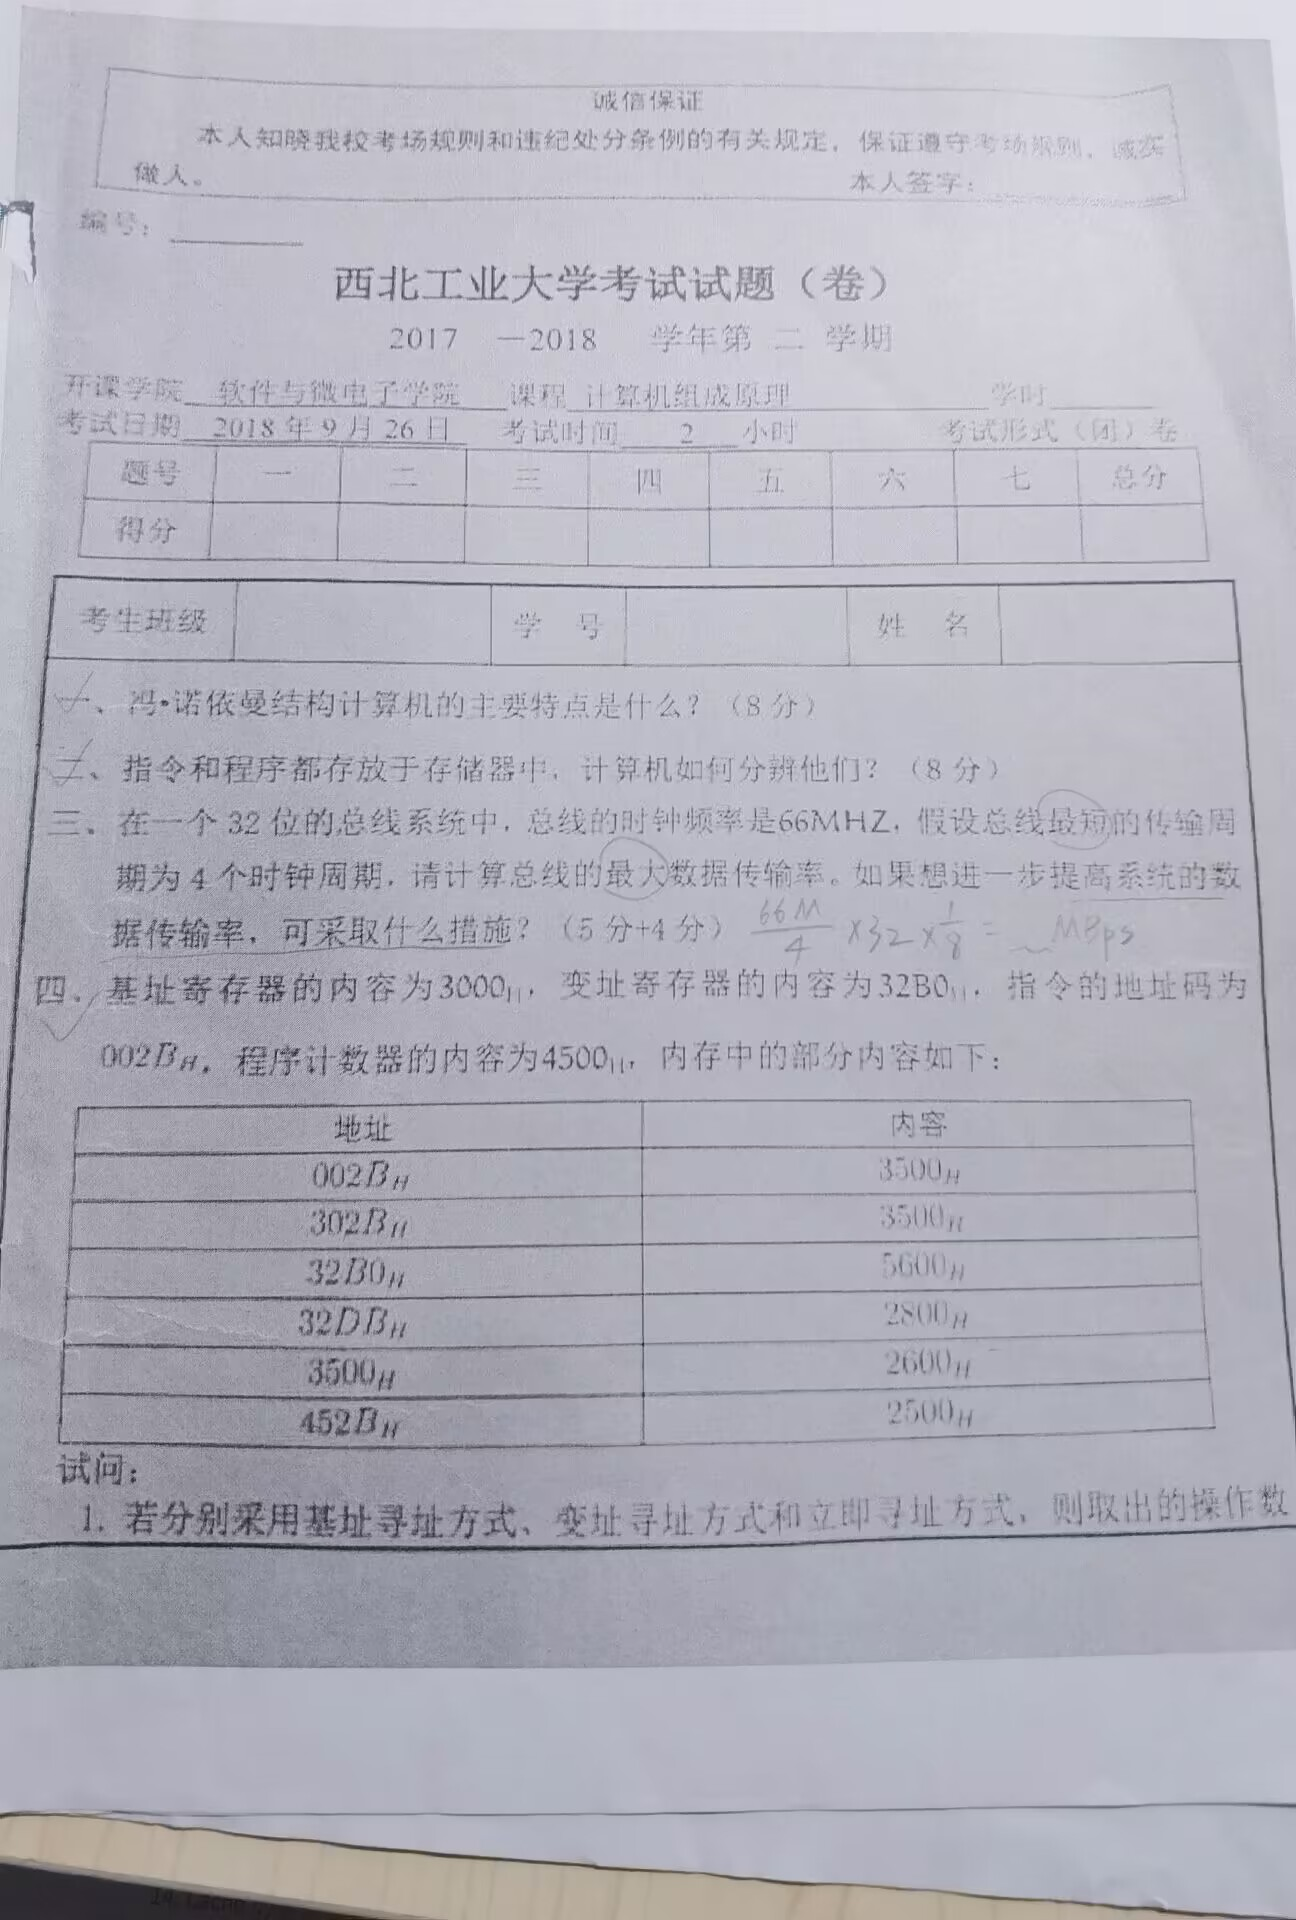 诚信保证
本人知晓我校考场规则和违纪处分条例的有关规定，保证遵守考场规则，诚实
做人。 本人签字：
编号：
西北工业大学考试试题（卷）
2017 －2018 学年第 二 学期
开课学院 软件与微电子学院 课程 计算机组成原理 学时
考试日期 2018 年 9 月 26 日 考试时间 2 小时 考试形式（闭）卷
题号 一 二 三 四 五 六 七 总分
得分
考生班级 学 号 姓 名
一、冯·诺依曼结构计算机的主要特点是什么？（8 分）
二、指令和程序都存放于存储器中，计算机如何分辨他们？（8 分）
三、在一个 32 位的总线系统中，总线的时钟频率是66MHZ，假设总线最短的传输周
期为 4 个时钟周期，请计算总线的最大数据传输率。如果想进一步提高系统的数
据传输率，可采取什么措施？（5 分+4 分） 66M/4 ×32×1/8= MBps
四、基址寄存器的内容为3000H，变址寄存器的内容为32B0H，指令的地址码为
002BH，程序计数器的内容为4500H，内存中的部分内容如下：
地址 内容
002BH 3500H
302BH 3500H
32B0H 5600H
32DBH 2800H
3500H 2600H
452BH 2500H
试问：
1. 若分别采用基址寻址方式、变址寻址方式和立即寻址方式，则取出的操作数